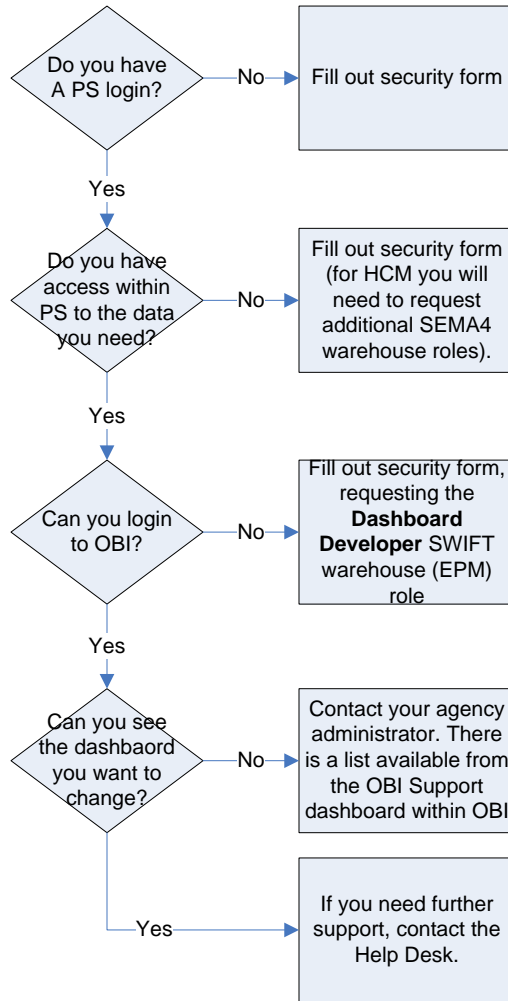 Do you have
A PS login?
No
Fill out security form
Yes
Do you have
access within
PS to the data
you need?
No
Fill out security form
(for HCM you will
need to request
additional SEMA4
warehouse roles).
Yes
Can you login
to OBI?
No
Fill out security form,
requesting the
Dashboard
Developer SWIFT
warehouse (EPM)
role
Yes
Can you see
the dashbaord
you want to
change?
No
Contact your agency
administrator. There
is a list available from
the OBI Support
dashboard within OBI
Yes
If you need further
support, contact the
Help Desk.